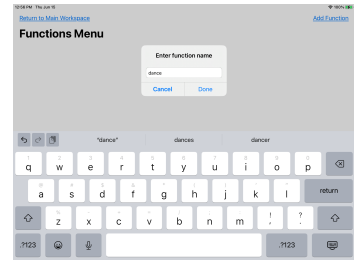 12:56 PM Thu Jun 15 100%
Return to Main Workspace Add Function
Functions Menu
Enter function name
dance
Cancel Done
"dance" dances dancer
q w e r t y u i o p
a s d f g h j k l return
z x c v b n m ! , ? .
.?123 .?123